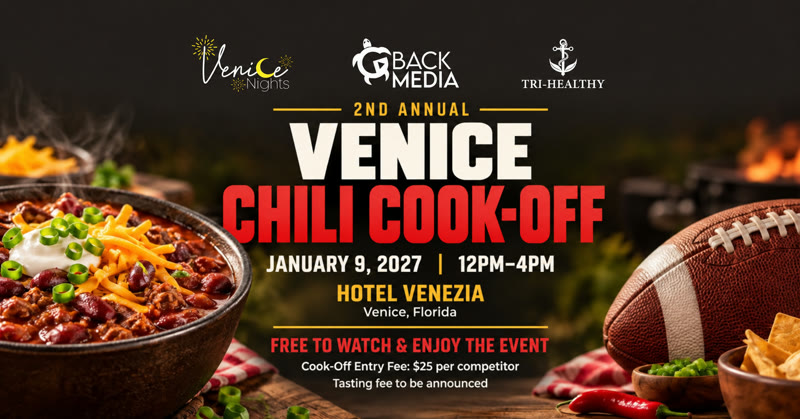 Venice
Nights
GBACK
MEDIA
TRI-HEALTHY
2ND ANNUAL
VENICE
CHILI COOK-OFF
JANUARY 9, 2027 | 12PM–4PM
HOTEL VENEZIA
Venice, Florida
FREE TO WATCH & ENJOY THE EVENT
Cook-Off Entry Fee: $25 per competitor
Tasting fee to be announced